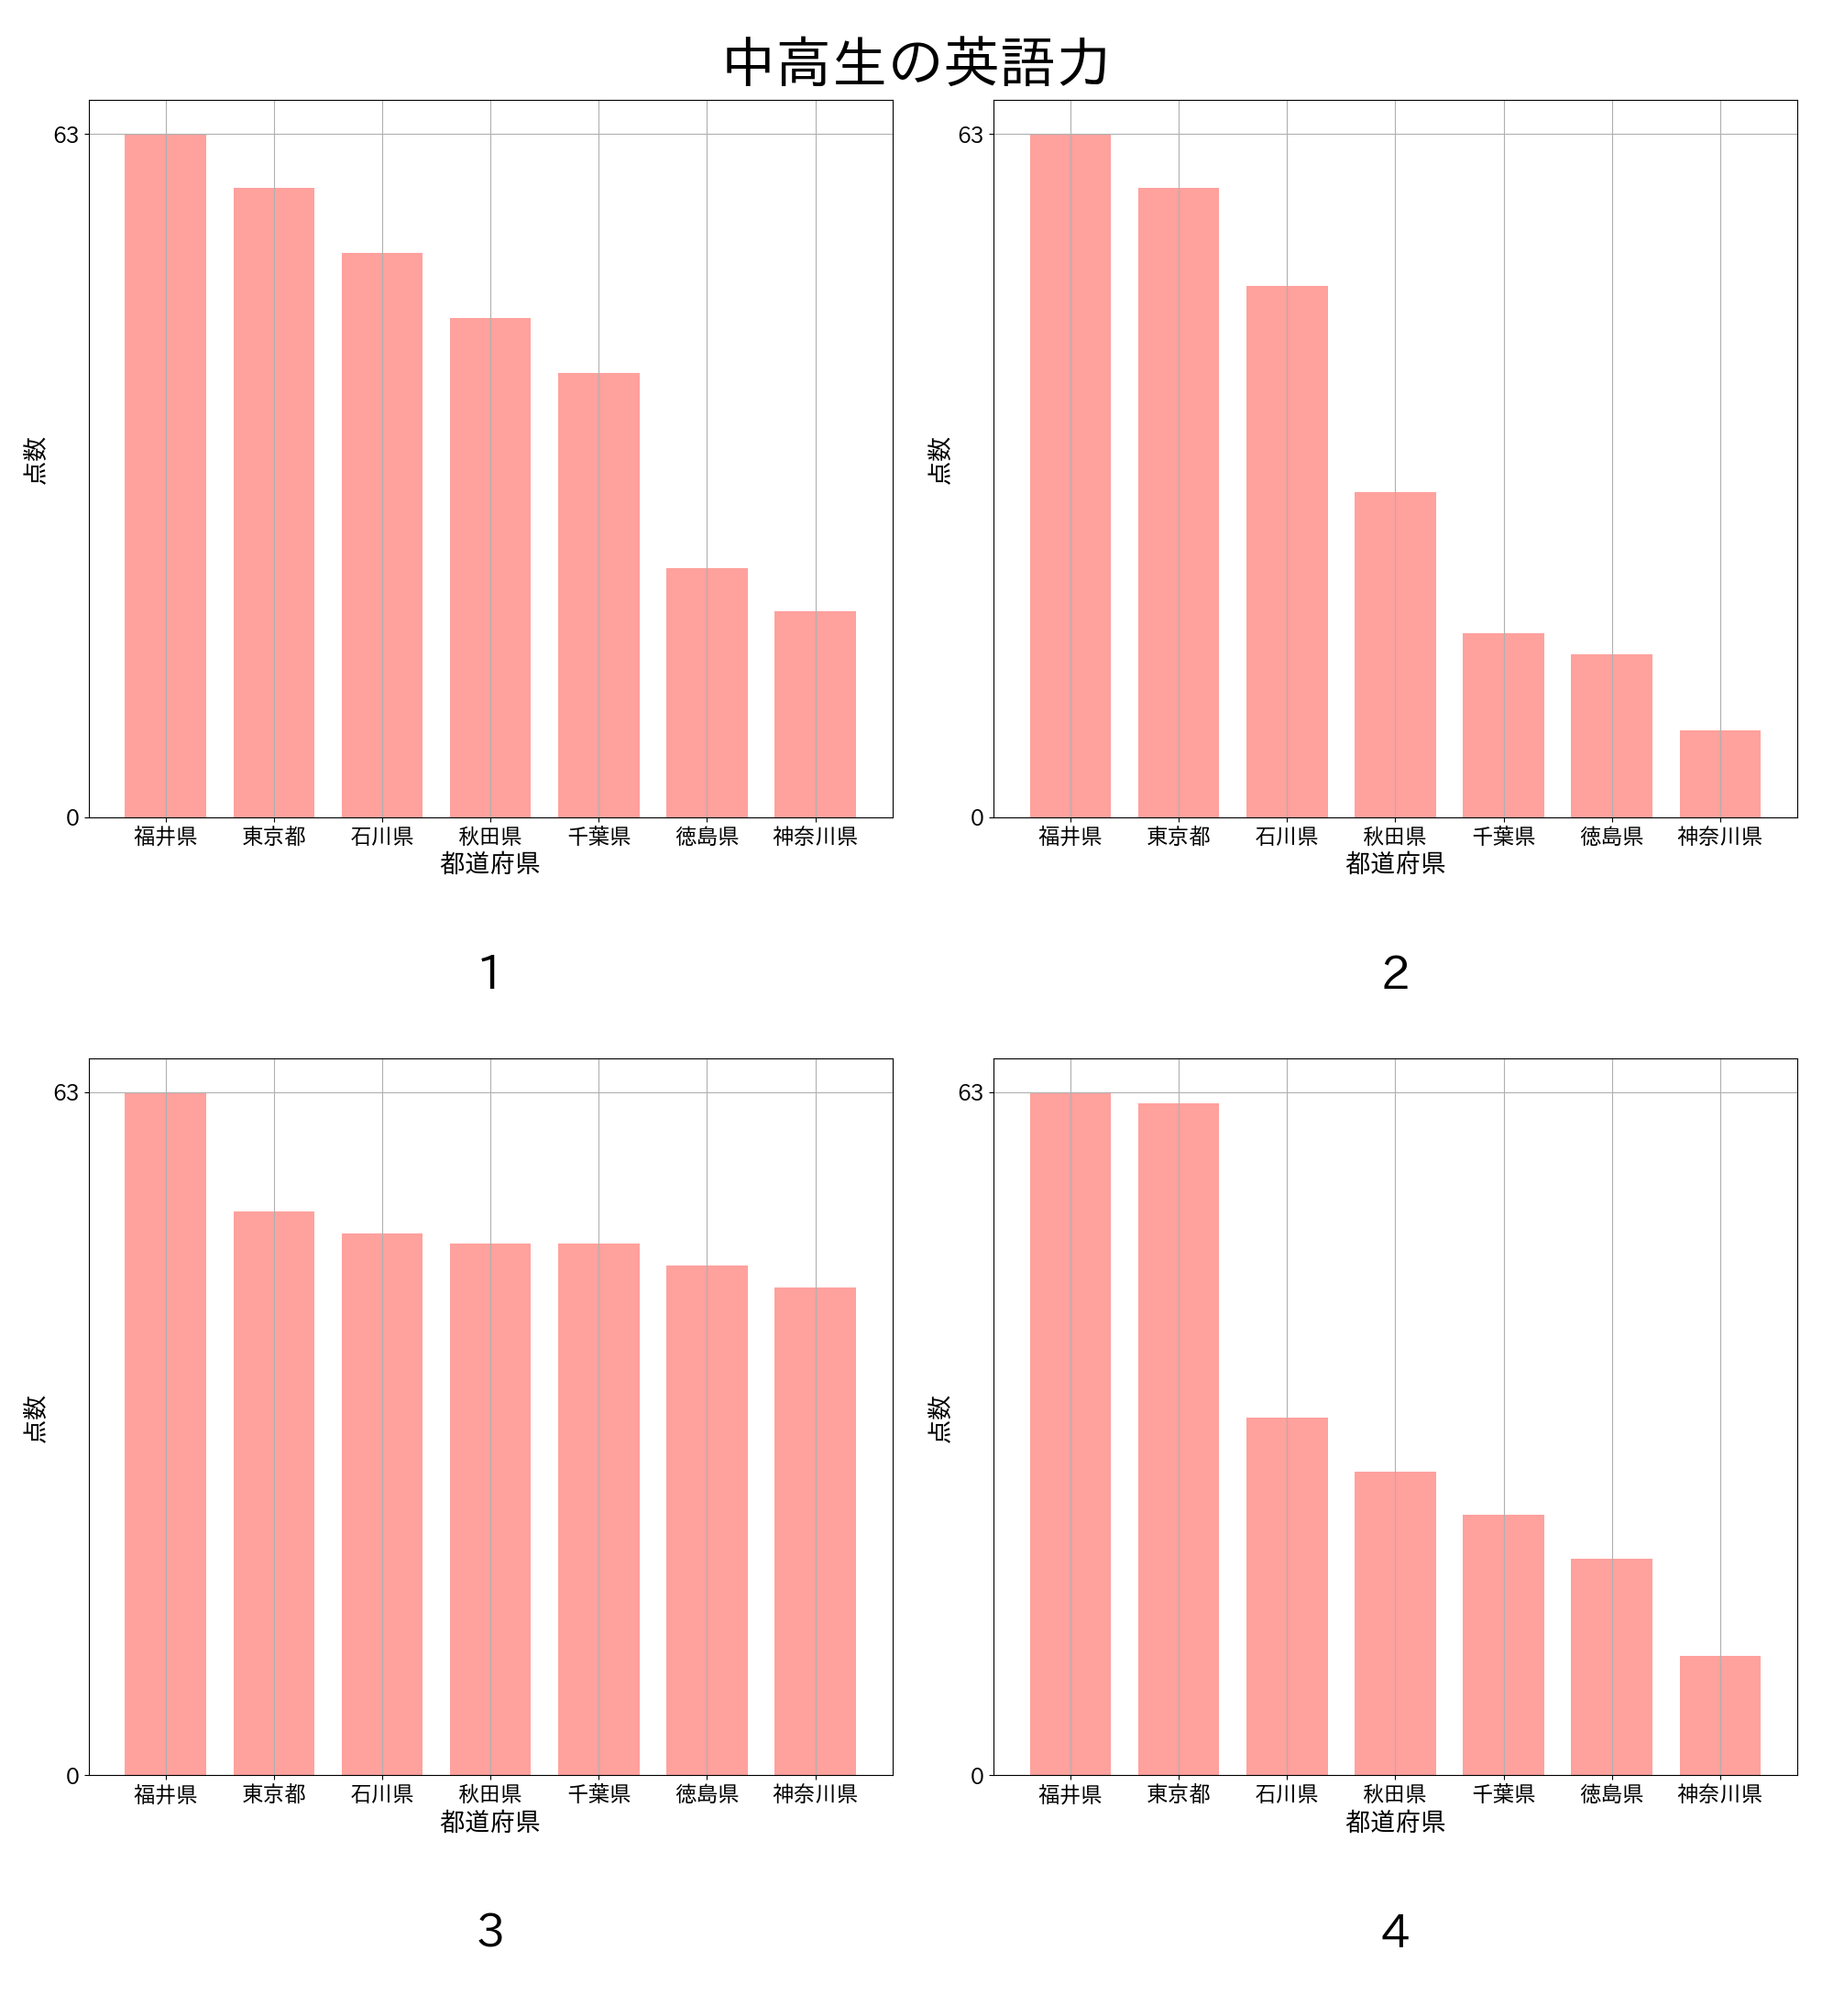 中高生の英語力
63
点数
0
福井県 東京都 石川県 秋田県 千葉県 徳島県 神奈川県
都道府県
1
63
点数
0
福井県 東京都 石川県 秋田県 千葉県 徳島県 神奈川県
都道府県
2
63
点数
0
福井県 東京都 石川県 秋田県 千葉県 徳島県 神奈川県
都道府県
3
63
点数
0
福井県 東京都 石川県 秋田県 千葉県 徳島県 神奈川県
都道府県
4